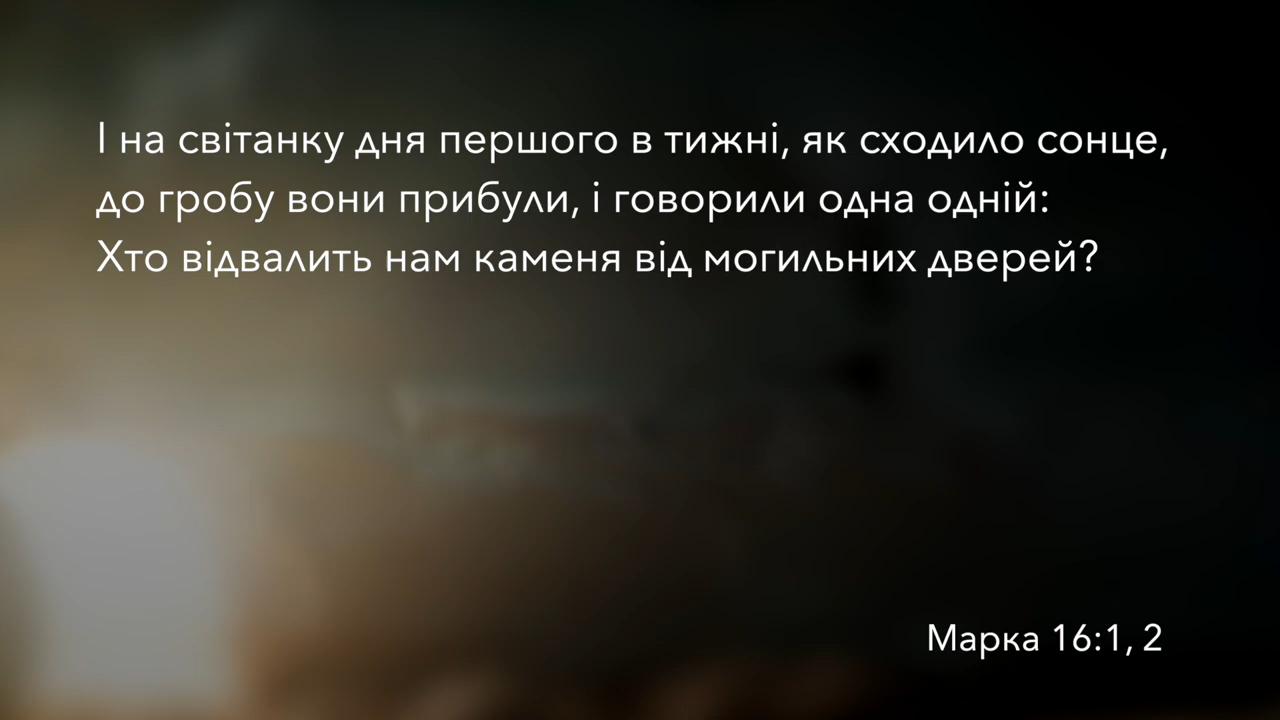 І на світанку дня першого в тижні, як сходило сонце,
до гробу вони прибули, і говорили одна одній:
Хто відвалить нам каменя від могильних дверей?
Марка 16:1, 2